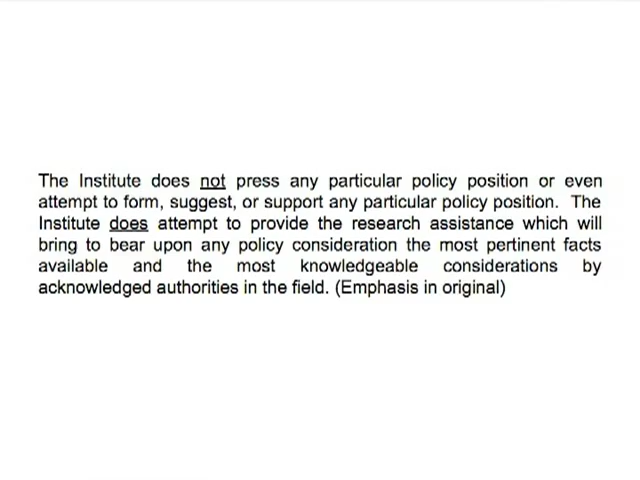 The Institute does not press any particular policy position or even
attempt to form, suggest, or support any particular policy position. The
Institute does attempt to provide the research assistance which will
bring to bear upon any policy consideration the most pertinent facts
available and the most knowledgeable considerations by
acknowledged authorities in the field. (Emphasis in original)